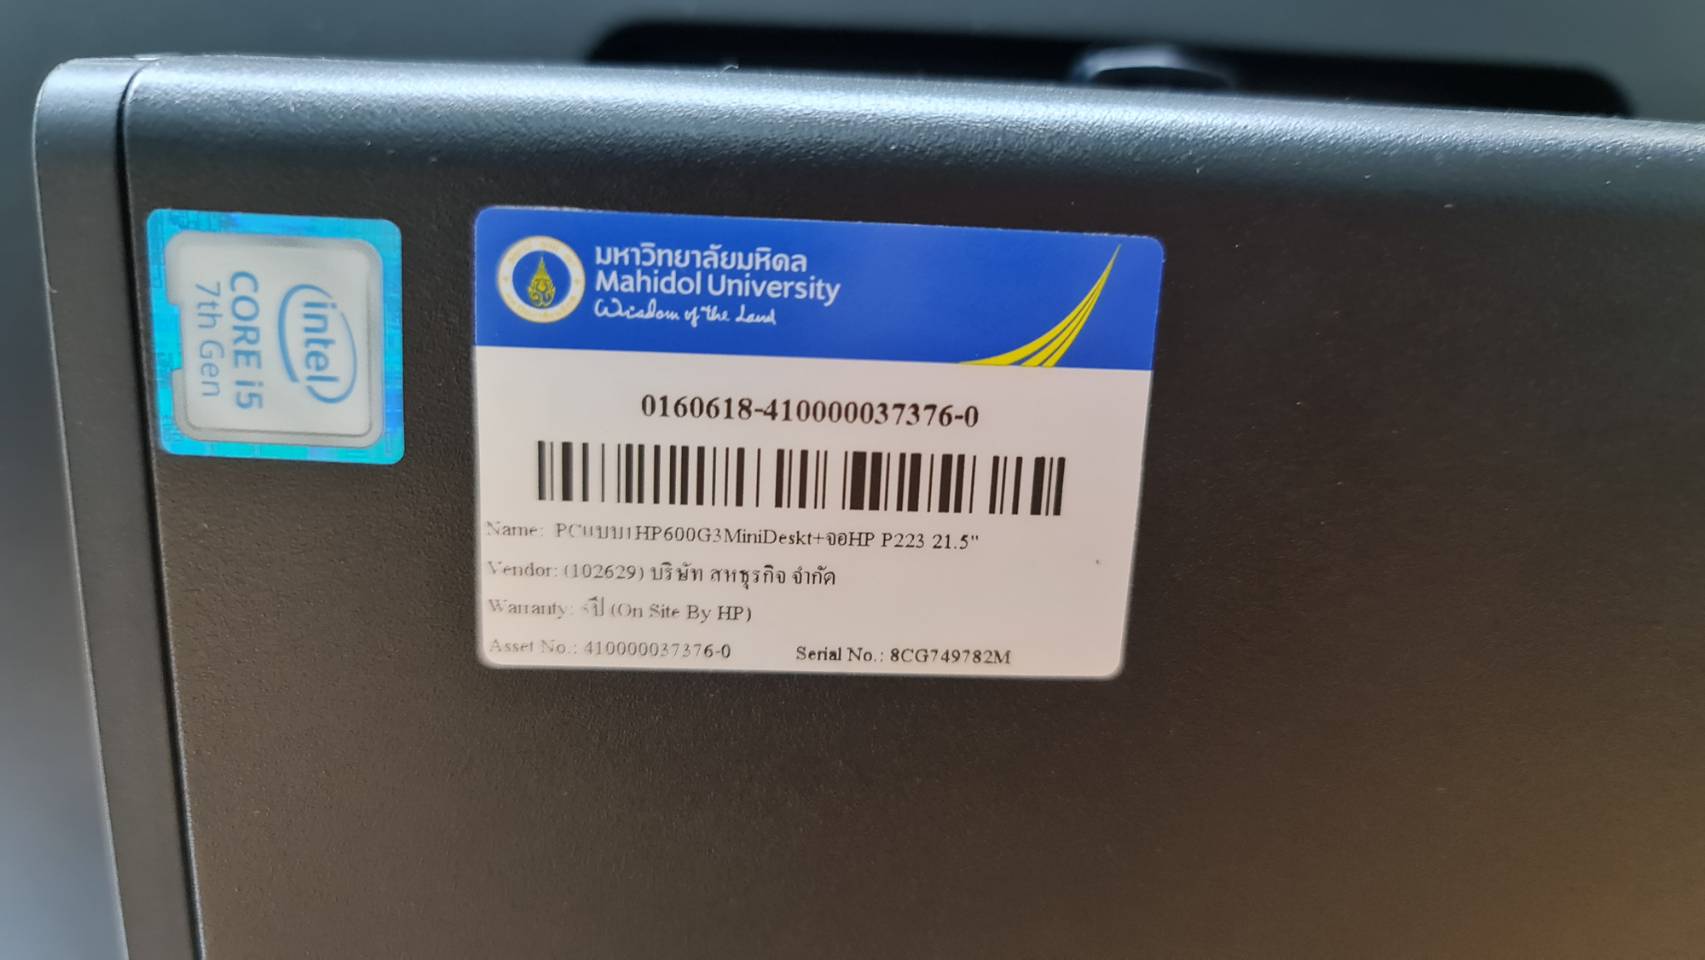 intel
CORE i5
7th Gen
มหาวิทยาลัยมหิดล
Mahidol University
Wisdom of the Land
0160618-410000037376-0
Name: PCแบบ1HP600G3MiniDeskt+จอHP P223 21.5"
Vendor: (102629) บริษัท สหธุรกิจ จำกัด
Warranty: ปี (On Site By HP)
Asset No.: 410000037376-0 Serial No.: 8CG749782M